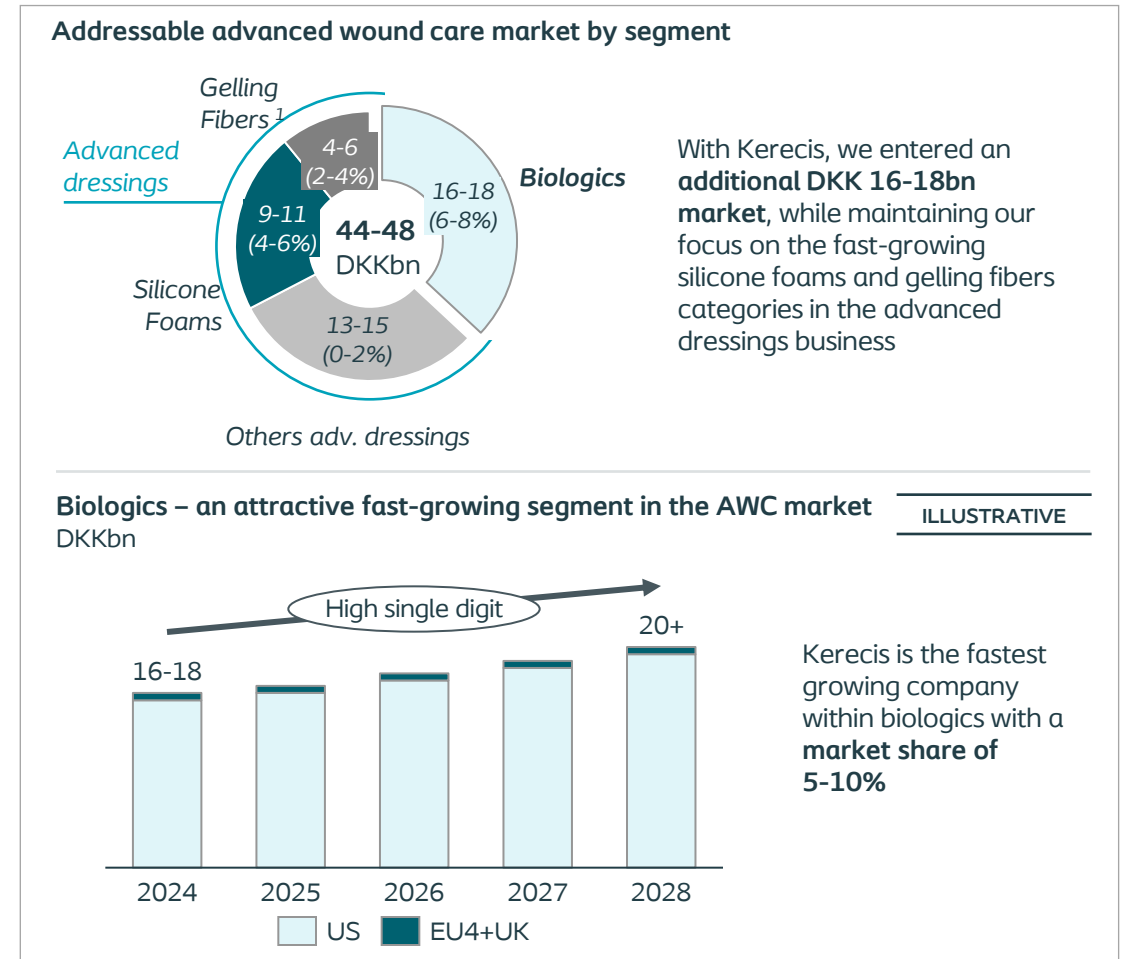 Addressable advanced wound care market by segment
Gelling
Fibers 1
Advanced
dressings
4-6
(2-4%)
16-18
(6-8%)
Biologics
9-11
(4-6%)
44-48
DKKbn
Silicone
Foams
13-15
(0-2%)
Others adv. dressings
With Kerecis, we entered an
additional DKK 16-18bn
market, while maintaining our
focus on the fast-growing
silicone foams and gelling fibers
categories in the advanced
dressings business
Biologics – an attractive fast-growing segment in the AWC market
DKKbn
ILLUSTRATIVE
High single digit
16-18
20+
2024
2025
2026
2027
2028
US
EU4+UK
Kerecis is the fastest
growing company
within biologics with a
market share of
5-10%